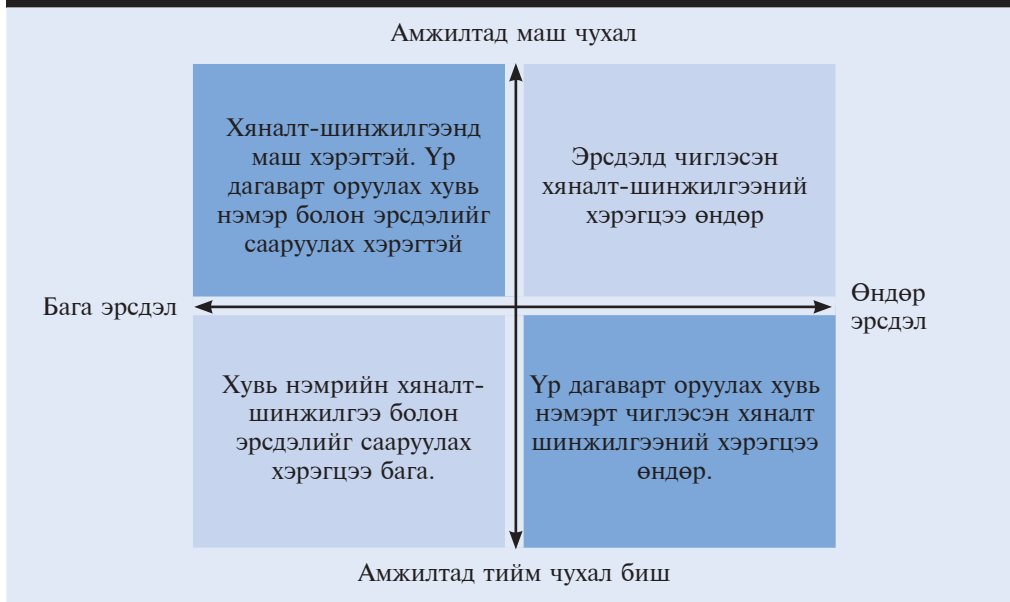 Амжилтад маш чухал
Хяналт-шинжилгээнд
маш хэрэгтэй. Үр
дагаварт оруулах хувь
нэмэр болон эрсдэлийг
сааруулах хэрэгтэй
Эрсдэлд чиглэсэн
хяналт-шинжилгээний
хэрэгцээ өндөр
Бага эрсдэл
Өндөр
эрсдэл
Хувь нэмрийн хяналт-
шинжилгээ болон
эрсдэлийг сааруулах
хэрэгцээ бага.
Үр дагаварт оруулах хувь
нэмэрт чиглэсэн хяналт
шинжилгээний хэрэгцээ
өндөр.
Амжилтад тийм чухал биш